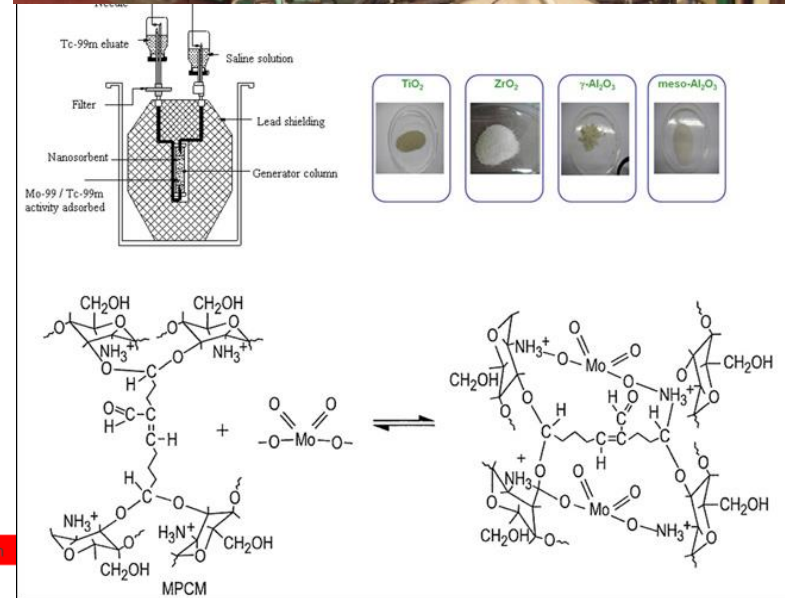 Needle
Tc-99m eluate
Saline solution
Filter
Lead shielding
Nanosorbent
Generator column
Mo-99 / Tc-99m
activity adsorbed
TiO₂
ZrO₂
γ-Al₂O₃
meso-Al₂O₃
CH₂OH
CH₂OH
O
O
O
O
NH₃⁺
NH₃⁺
O
O
H
C
O
C
H
C
C-H
+
O
O
-O-Mo-O-
H
C
O
O
NH₃⁺
H₃N⁺
O
O
O
O
CH₂OH
CH₂OH
MPCM
O
NH₃⁺
O
Mo
O
O
O
O
CH₂OH
O
O
NH₃⁺
O
CH₂OH
H
C
H
C
O
H
C
C
H
C
O
O
+
NH₃
O
O
O
Mo
O
O
NH₃⁺
O
O
CH₂OH
CH₂OH
O
O